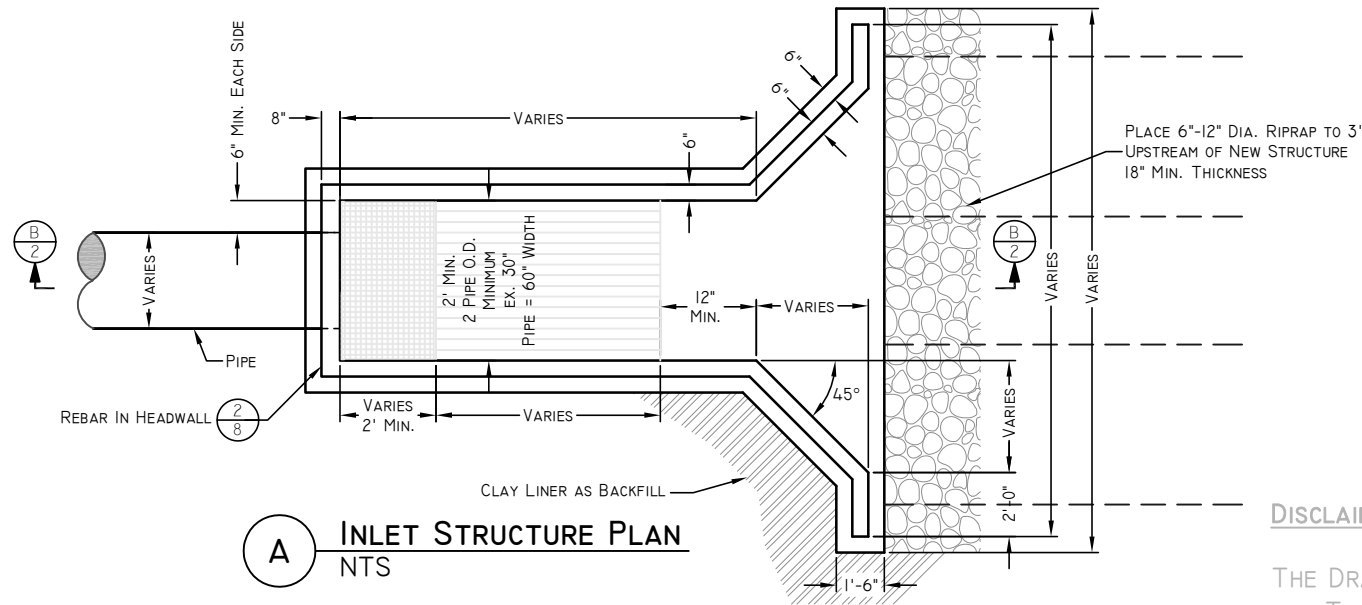 6" MIN. EACH SIDE
8"
VARIES
6"
6"
6"
PLACE 6"-12" DIA. RIPRAP TO 3'
UPSTREAM OF NEW STRUCTURE
18" MIN. THICKNESS
B
2
VARIES
2' MIN.
2 PIPE O.D.
MINIMUM
EX. 30"
PIPE = 60" WIDTH
12"
MIN.
VARIES
B
2
VARIES
VARIES
PIPE
REBAR IN HEADWALL
2
8
VARIES
2' MIN.
VARIES
45°
VARIES
CLAY LINER AS BACKFILL
2'-0"
1'-6"
A
INLET STRUCTURE PLAN
NTS
THE